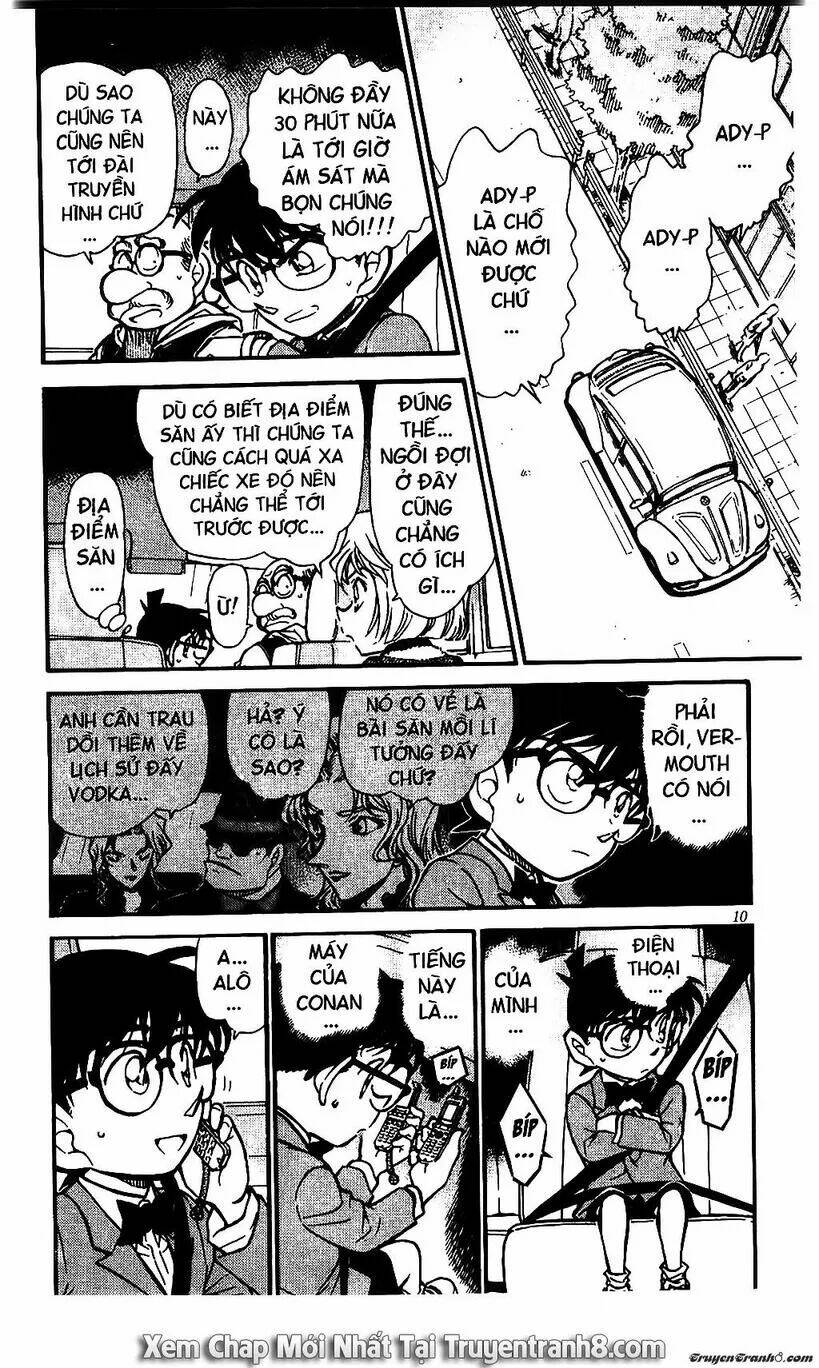 ADY-P
...
ADY-P
...
ADY-P
LÀ CHỖ
NÀO MỚI
ĐƯỢC
CHỨ
...
KHÔNG ĐẦY
30 PHÚT NỮA
LÀ TỚI GIỜ
ÁM SÁT MÀ
BỌN CHÚNG
NÓI!!!
NÀY
...
DÙ SAO
CHÚNG TA
CŨNG NÊN
TỚI ĐÀI
TRUYỀN
HÌNH CHỨ
...
ĐÚNG
THẾ...
NGỒI ĐỢI
Ở ĐÂY
CŨNG
CHẲNG
CÓ ÍCH
GÌ...
DÙ CÓ BIẾT ĐỊA ĐIỂM
SĂN ẤY THÌ CHÚNG TA
CŨNG CÁCH QUÁ XA
CHIẾC XE ĐÓ NÊN
CHẲNG THỂ TỚI
TRƯỚC ĐƯỢC...
Ừ!
ĐỊA
ĐIỂM
SĂN
...
PHẢI
RỒI, VER-
MOUTH
CÓ NÓI
...
NÓ CÓ VẺ LÀ
BÀI SĂN MỒI LÍ
TƯỞNG ĐẤY
CHỨ?
HẢ? Ý
CÔ LÀ
SAO?
ANH CẦN TRAU
DỒI THÊM VỀ
LỊCH SỬ ĐẤY
VODKA...
10
ĐIỆN
THOẠI
...
CỦA
MÌNH
...
BÍP
...
BÍP
...
TIẾNG
NÀY
LÀ...
MÁY
CỦA
CONAN
...
BÍP
...
A...
ALÔ
...
Xem Chap Mới Nhất Tại Truyentranh8.com
TruyenTranh8.com